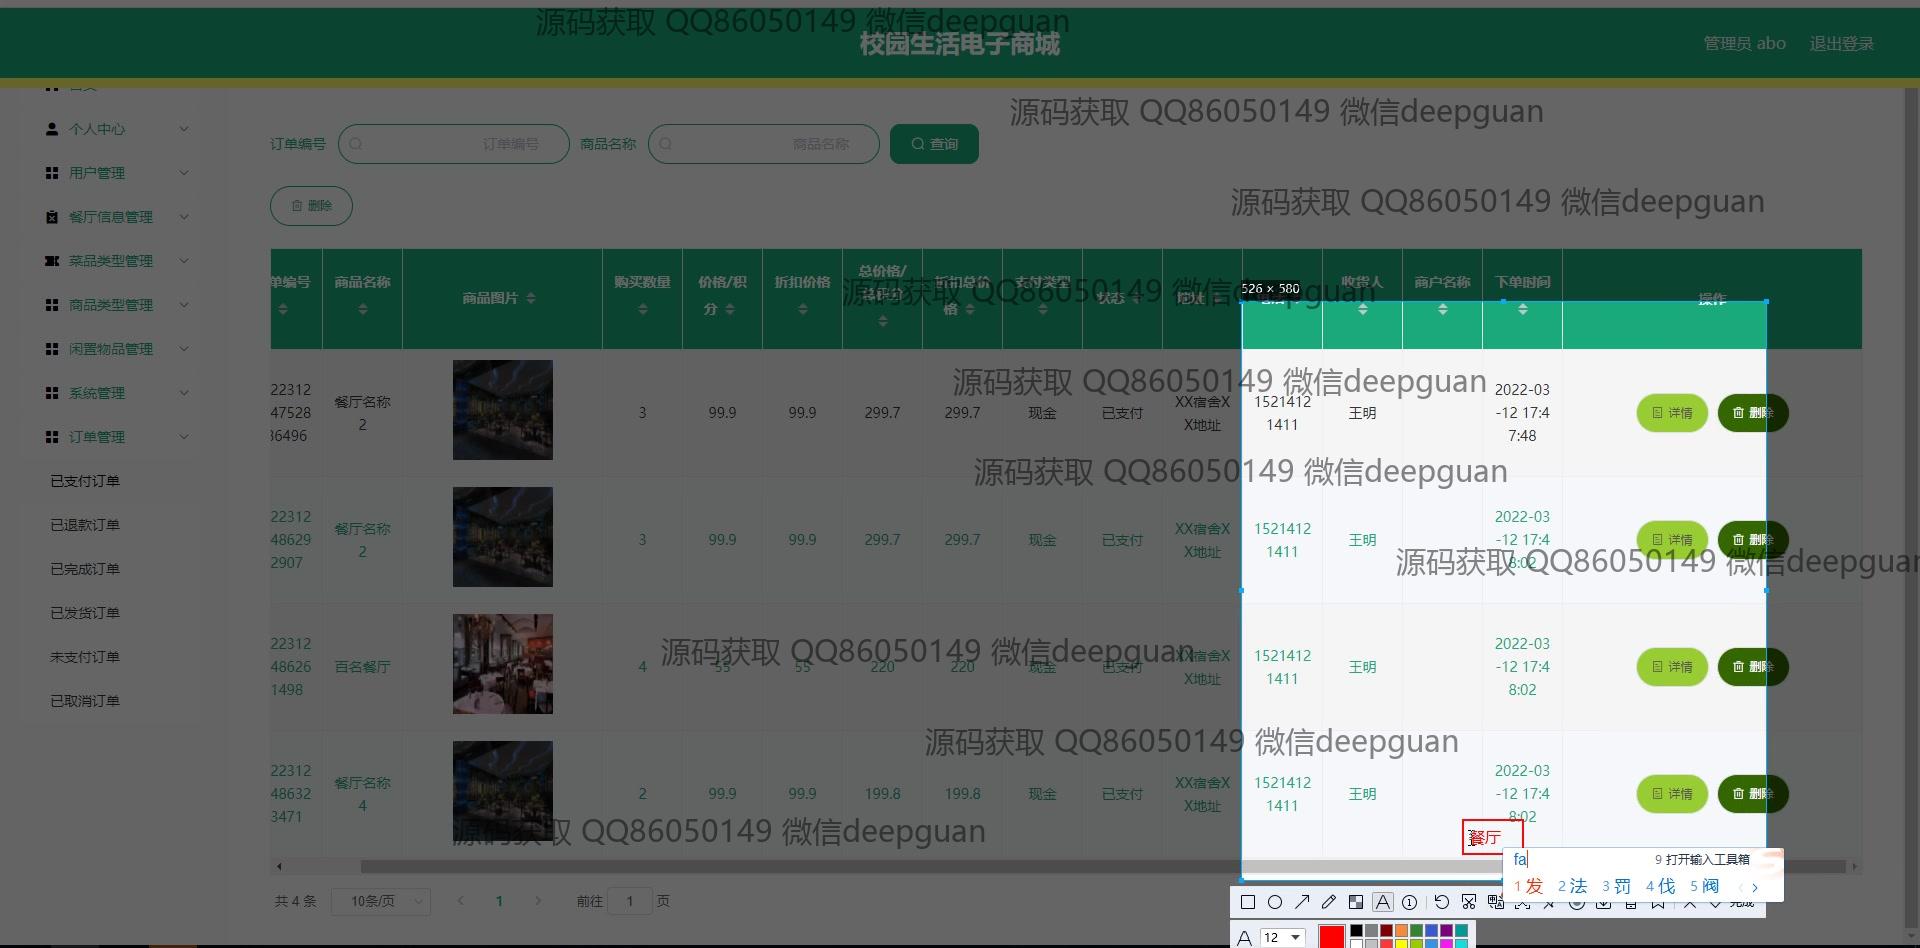 源码获取 QQ86050149 微信deepguan
校园生活电子商城
管理员 abo 退出登录
源码获取 QQ86050149 微信deepguan
个人中心
用户管理
餐厅信息管理
菜品类型管理
商品类型管理
闲置物品管理
系统管理
订单管理
已支付订单
已退款订单
已完成订单
已发货订单
未支付订单
已取消订单
订单编号 订单编号 商品名称 商品名称 查询
源码获取 QQ86050149 微信deepguan
删除
单编号 商品名称 商品图片 购买数量 价格/积分 折扣价格 总价格/总积分 折扣总价格 支付类型 状态 地址 收货人 商户名称 下单时间 操作
源码获取 QQ86050149 微信deepguan
526 × 580
源码获取 QQ86050149 微信deepguan
22312
47528
36496
餐厅名称
2
3 99.9 99.9 299.7 299.7 现金 已支付
XX宿舍X
X地址
1521412
1411
王明
2022-03
-12 17:4
7:48
详情 删除
源码获取 QQ86050149 微信deepguan
22312
48629
2907
餐厅名称
2
3 99.9 99.9 299.7 299.7 现金 已支付
XX宿舍X
X地址
1521412
1411
王明
2022-03
-12 17:4
8:02
详情 删除
源码获取 QQ86050149 微信deepguan
22312
48626
1498
百名餐厅
4 55 55 220 220 现金 已支付
XX宿舍X
X地址
1521412
1411
王明
2022-03
-12 17:4
8:02
详情 删除
源码获取 QQ86050149 微信deepguan
源码获取 QQ86050149 微信deepguan
22312
48632
3471
餐厅名称
4
2 99.9 99.9 199.8 199.8 现金 已支付
XX宿舍X
X地址
1521412
1411
王明
2022-03
-12 17:4
8:02
详情 删除
源码获取 QQ86050149 微信deepguan
餐厅
fa 9 打开输入工具箱
1 发 2 法 3 罚 4 伐 5 阀
共 4 条 10条/页 1 前往 1 页
完成
A 12